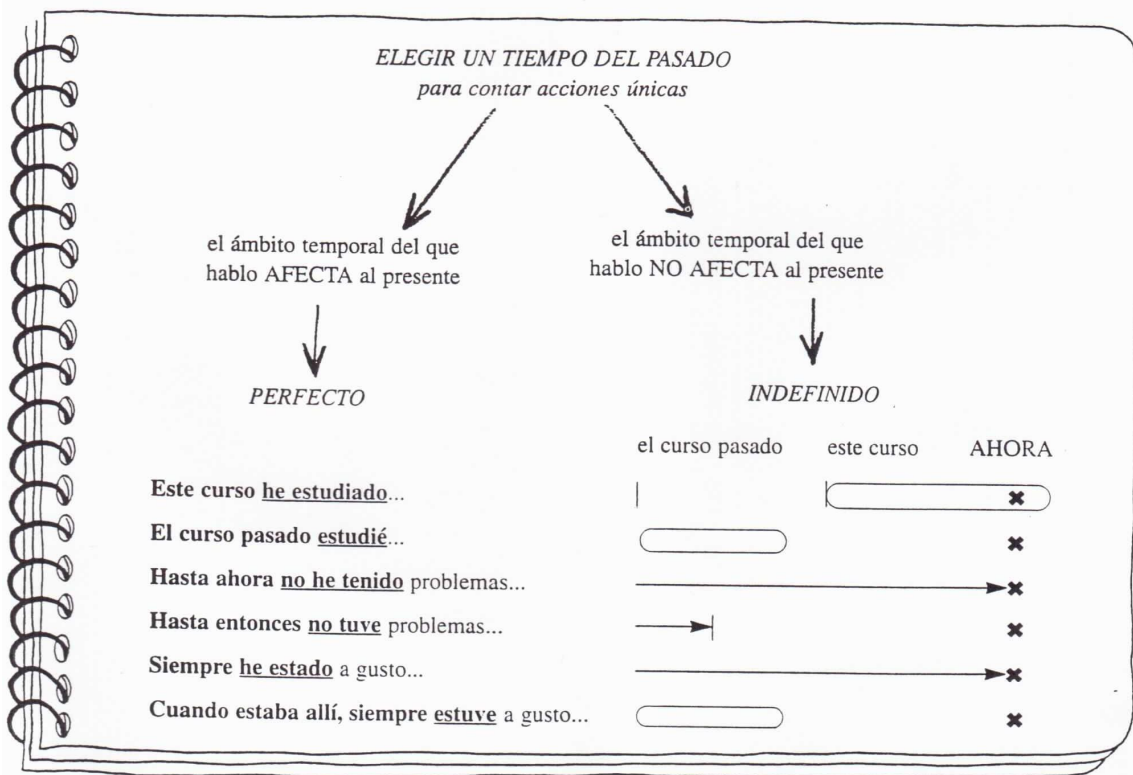 ELEGIR UN TIEMPO DEL PASADO
para contar acciones únicas
el ámbito temporal del que
hablo AFECTA al presente
el ámbito temporal del que
hablo NO AFECTA al presente
PERFECTO
INDEFINIDO
el curso pasado este curso AHORA
Este curso he estudiado...
El curso pasado estudié...
Hasta ahora no he tenido problemas...
Hasta entonces no tuve problemas...
Siempre he estado a gusto...
Cuando estaba allí, siempre estuve a gusto...